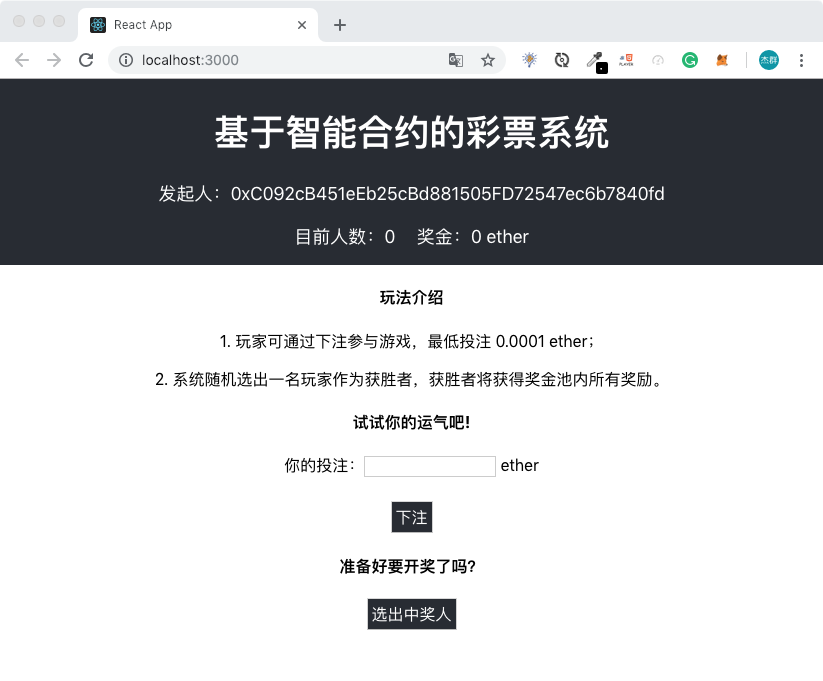 React App
localhost:3000
杰群
基于智能合约的彩票系统
发起人：0xC092cB451eEb25cBd881505FD72547ec6b7840fd
目前人数：0 奖金：0 ether
玩法介绍
1. 玩家可通过下注参与游戏，最低投注 0.0001 ether；
2. 系统随机选出一名玩家作为获胜者，获胜者将获得奖金池内所有奖励。
试试你的运气吧!
你的投注： ether
下注
准备好要开奖了吗?
选出中奖人